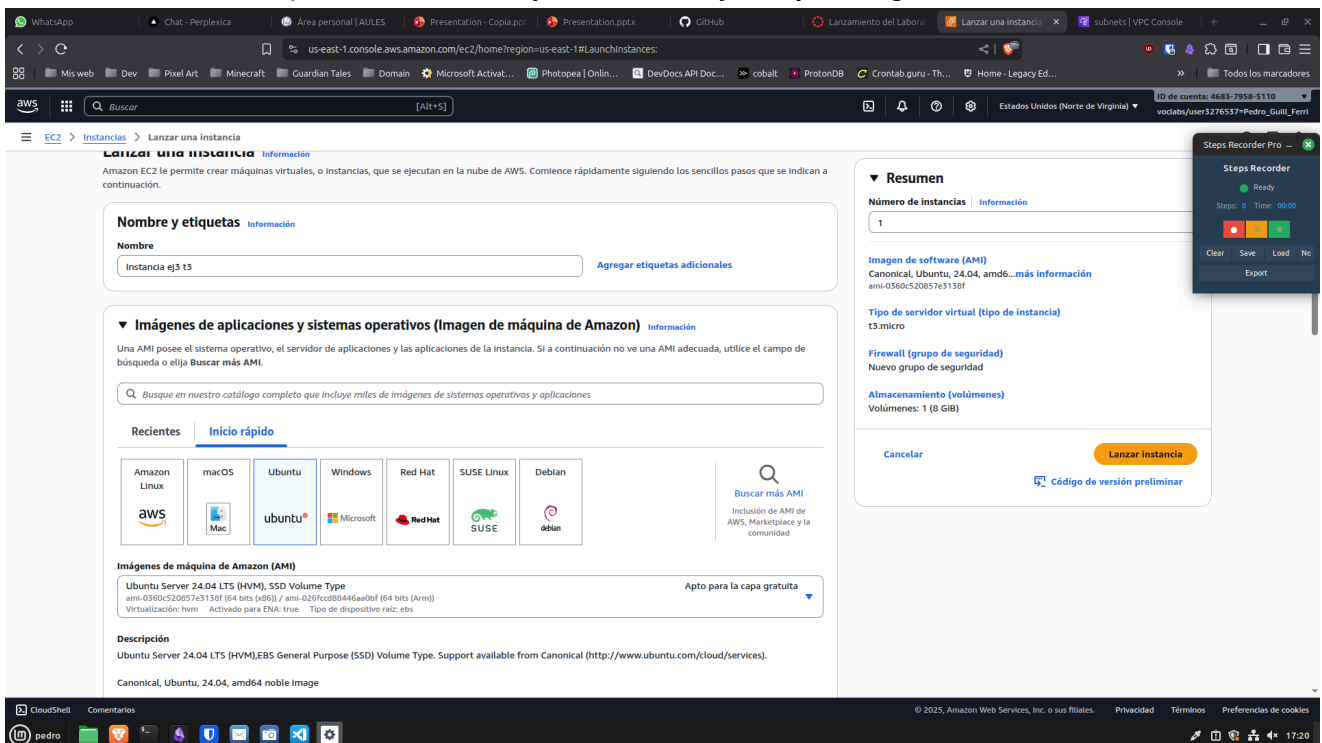 WhatsApp
Chat - Perplexica
Área personal | AULES
Presentation - Copia.ppt
Presentation.pptx
GitHub
Lanzamiento del Laborat
Lanzar una instancia
subnets | VPC Console
us-east-1.console.aws.amazon.com/ec2/home?region=us-east-1#LaunchInstances:
Mis web
Dev
Pixel Art
Minecraft
Guardian Tales
Domain
Microsoft Activat...
Photopea | Onlin...
DevDocs API Doc...
cobalt
ProtonDB
Crontab.guru - Th...
Home - Legacy Ed...
Todos los marcadores
aws
Buscar
[Alt+S]
Estados Unidos (Norte de Virginia)
ID de cuenta: 4683-7958-5110
voclabs/user3276537=Pedro_Guill_Ferri
EC2 > Instancias > Lanzar una instancia
Lanzar una instancia Información
Amazon EC2 le permite crear máquinas virtuales, o instancias, que se ejecutan en la nube de AWS. Comience rápidamente siguiendo los sencillos pasos que se indican a
continuación.
Nombre y etiquetas Información
Nombre
Instancia ej3 t3
Agregar etiquetas adicionales
Imágenes de aplicaciones y sistemas operativos (Imagen de máquina de Amazon) Información
Una AMI posee el sistema operativo, el servidor de aplicaciones y las aplicaciones de la instancia. Si a continuación no ve una AMI adecuada, utilice el campo de
búsqueda o elija Buscar más AMI.
Busque en nuestro catálogo completo que incluye miles de imágenes de sistemas operativos y aplicaciones
Recientes
Inicio rápido
Amazon
Linux
aws
macOS
Mac
Ubuntu
ubuntu®
Windows
Microsoft
Red Hat
Red Hat
SUSE Linux
SUSE
Debian
debian
Buscar más AMI
Inclusión de AMI de
AWS, Marketplace y la
comunidad
Imágenes de máquina de Amazon (AMI)
Ubuntu Server 24.04 LTS (HVM), SSD Volume Type
Apto para la capa gratuita
ami-0360c520857e3138f (64 bits (x86)) / ami-026fccd88446aa0bf (64 bits (Arm))
Virtualización: hvm Activado para ENA: true Tipo de dispositivo raíz: ebs
Descripción
Ubuntu Server 24.04 LTS (HVM),EBS General Purpose (SSD) Volume Type. Support available from Canonical (http://www.ubuntu.com/cloud/services).
Canonical, Ubuntu, 24.04, amd64 noble image
Resumen
Número de instancias Información
1
Imagen de software (AMI)
Canonical, Ubuntu, 24.04, amd6...más información
ami-0360c520857e3138f
Tipo de servidor virtual (tipo de instancia)
t3.micro
Firewall (grupo de seguridad)
Nuevo grupo de seguridad
Almacenamiento (volúmenes)
Volúmenes: 1 (8 GiB)
Cancelar
Lanzar instancia
Código de versión preliminar
Steps Recorder Pro
Steps Recorder
Ready
Steps: 0 Time: 00:00
Clear
Save
Load
Nc
Export
CloudShell
Comentarios
© 2025, Amazon Web Services, Inc. o sus filiales.
Privacidad
Términos
Preferencias de cookies
pedro
17:20